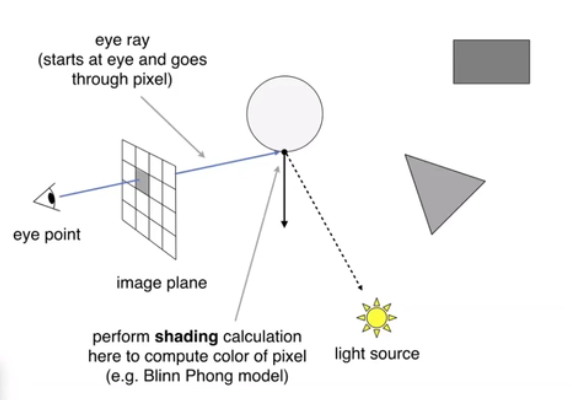 eye ray
(starts at eye and goes
through pixel)
eye point
image plane
perform shading calculation
here to compute color of pixel
(e.g. Blinn Phong model)
light source